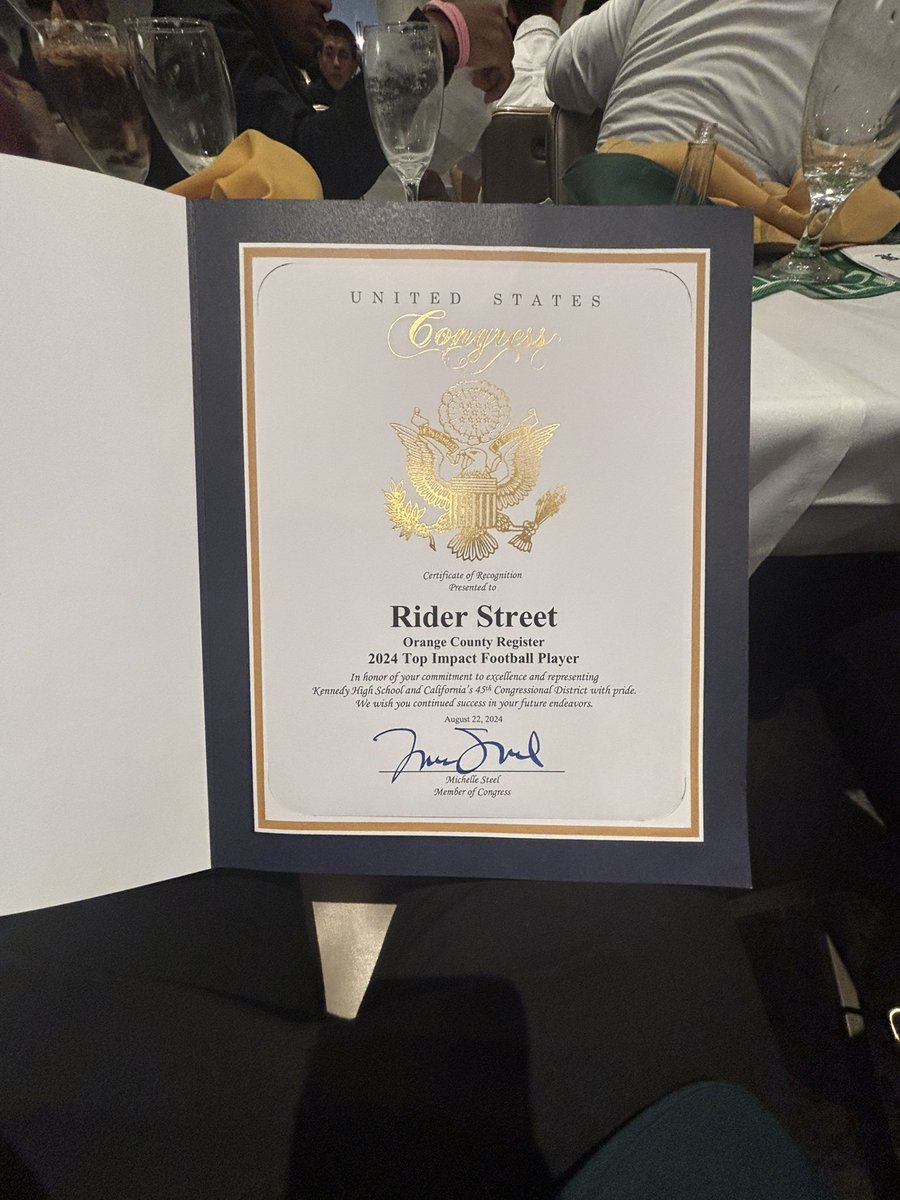 UNITED STATES
Congress
Certificate of Recognition
Presented to
Rider Street
Orange County Register
2024 Top Impact Football Player
In honor of your commitment to excellence and representing
Kennedy High School and California's 45th Congressional District with pride.
We wish you continued success in your future endeavors.
August 22, 2024
Michelle Steel
Member of Congress